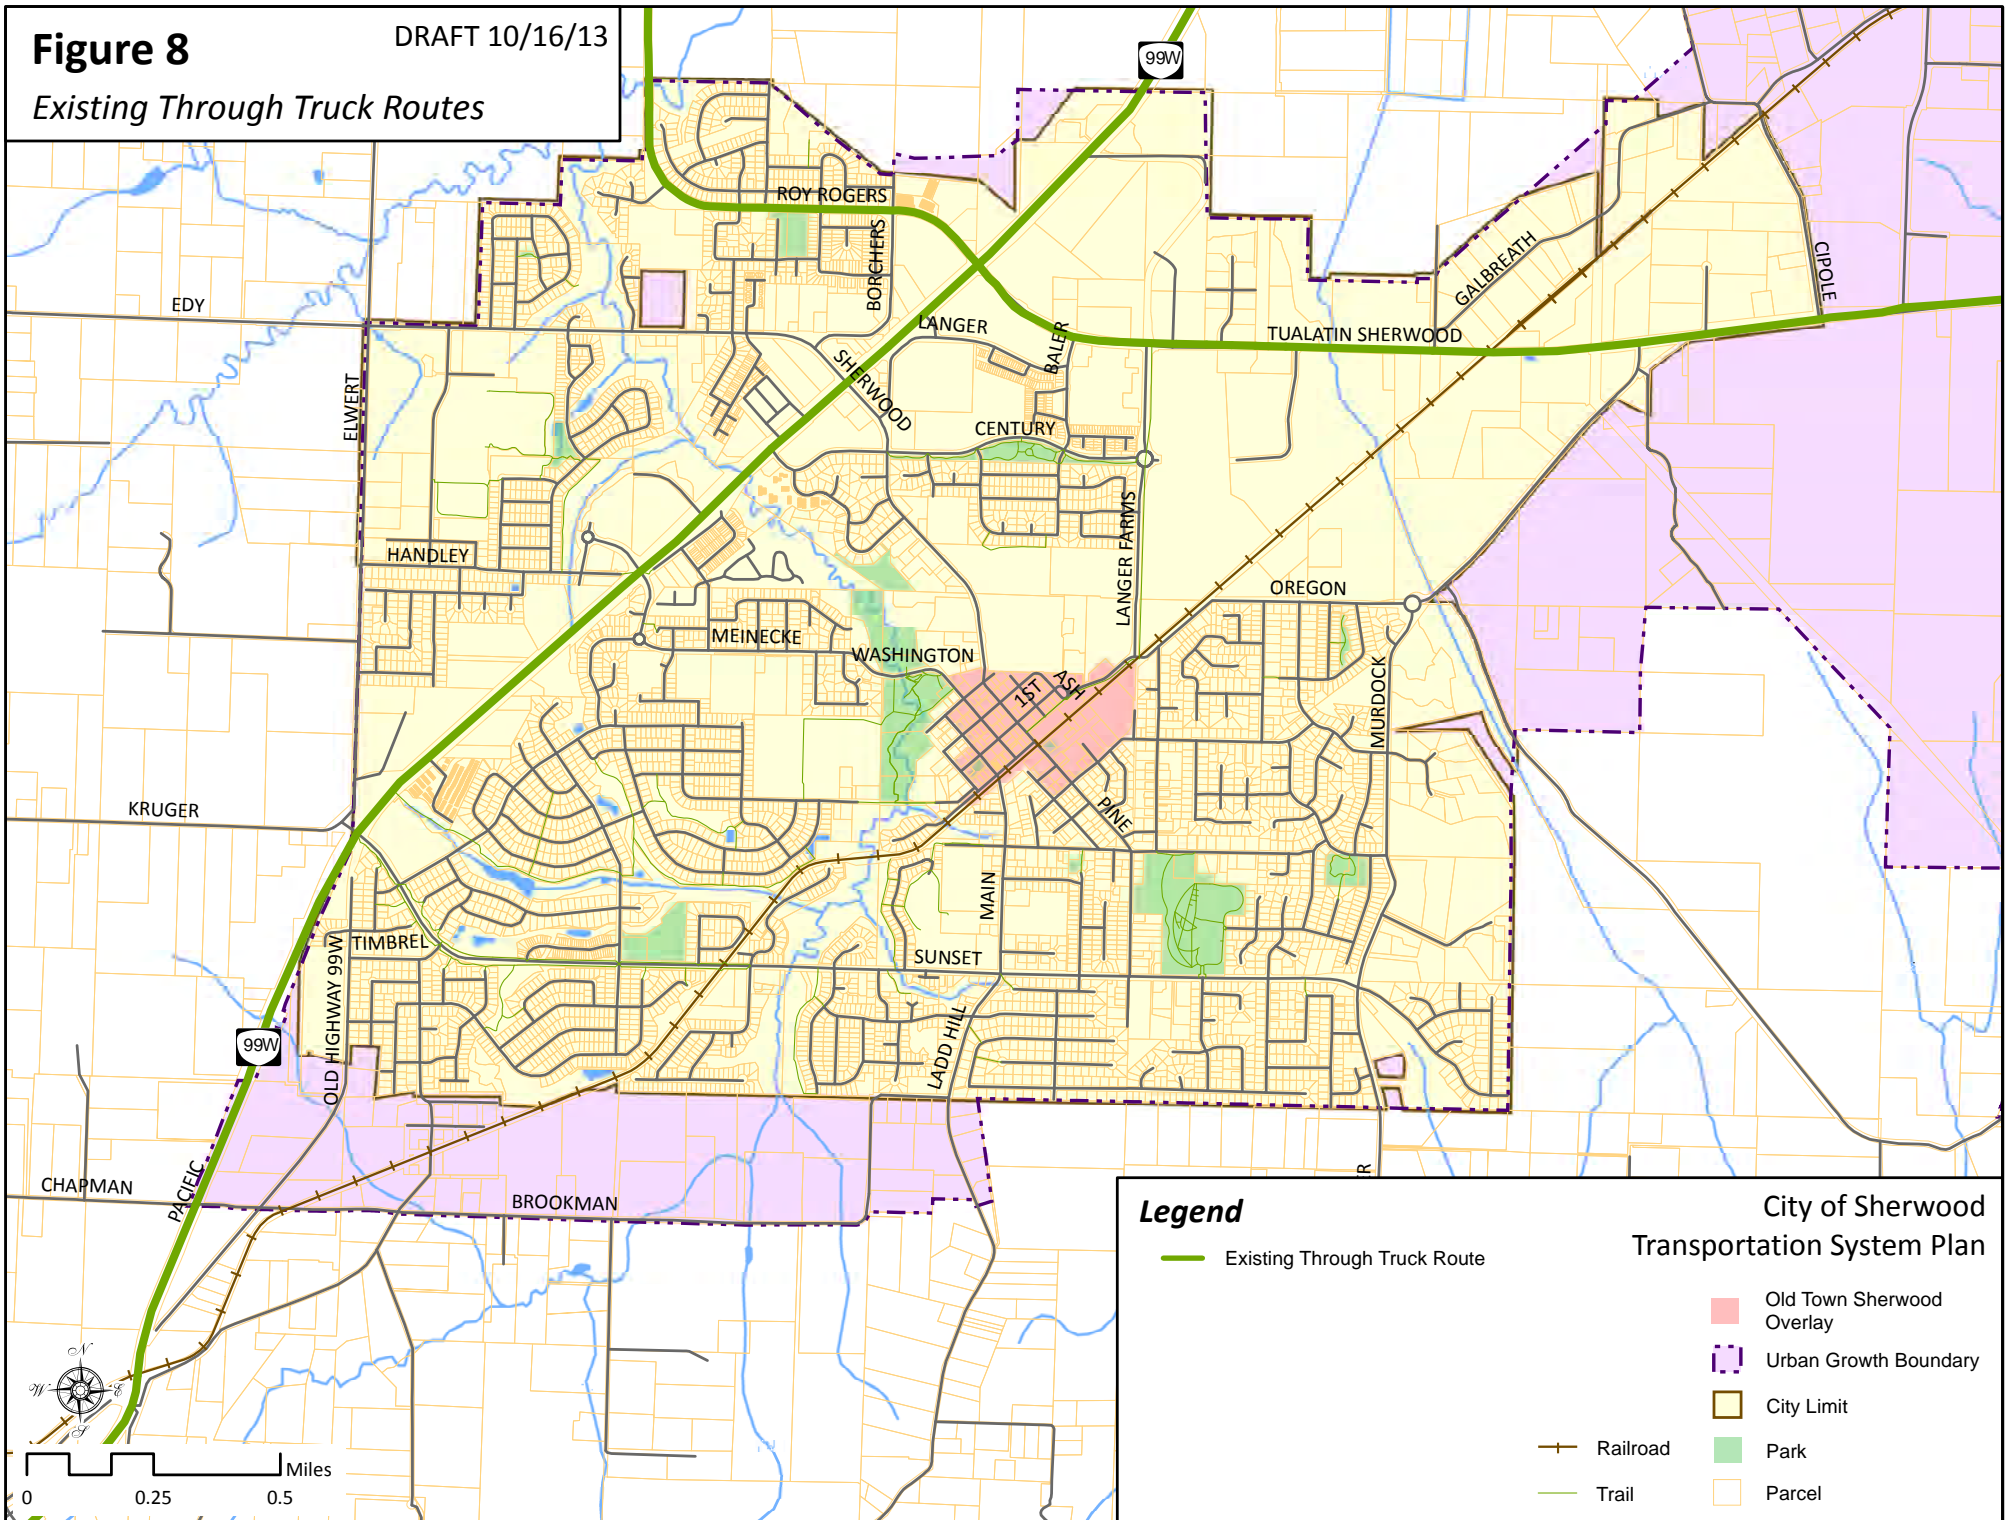 Figure 8
DRAFT 10/16/13
Existing Through Truck Routes
99W
ROY ROGERS
BORCHERS
EDY
ELWERT
LANGER
BALER
SHERWOOD
CENTURY
TUALATIN SHERWOOD
GALBREATH
CIPOLE
HANDLEY
MEINECKE
WASHINGTON
LANGER FARMS
OREGON
1ST
ASH
MURDOCK
KRUGER
PINE
MAIN
TIMBREL
SUNSET
OLD HIGHWAY 99W
99W
LADD HILL
CHAPMAN
PACIFIC
BROOKMAN
ER
N
W
E
S
Miles
0
0.25
0.5
Legend
City of Sherwood
Transportation System Plan
Existing Through Truck Route
Old Town Sherwood
Overlay
Urban Growth Boundary
City Limit
Railroad
Park
Trail
Parcel